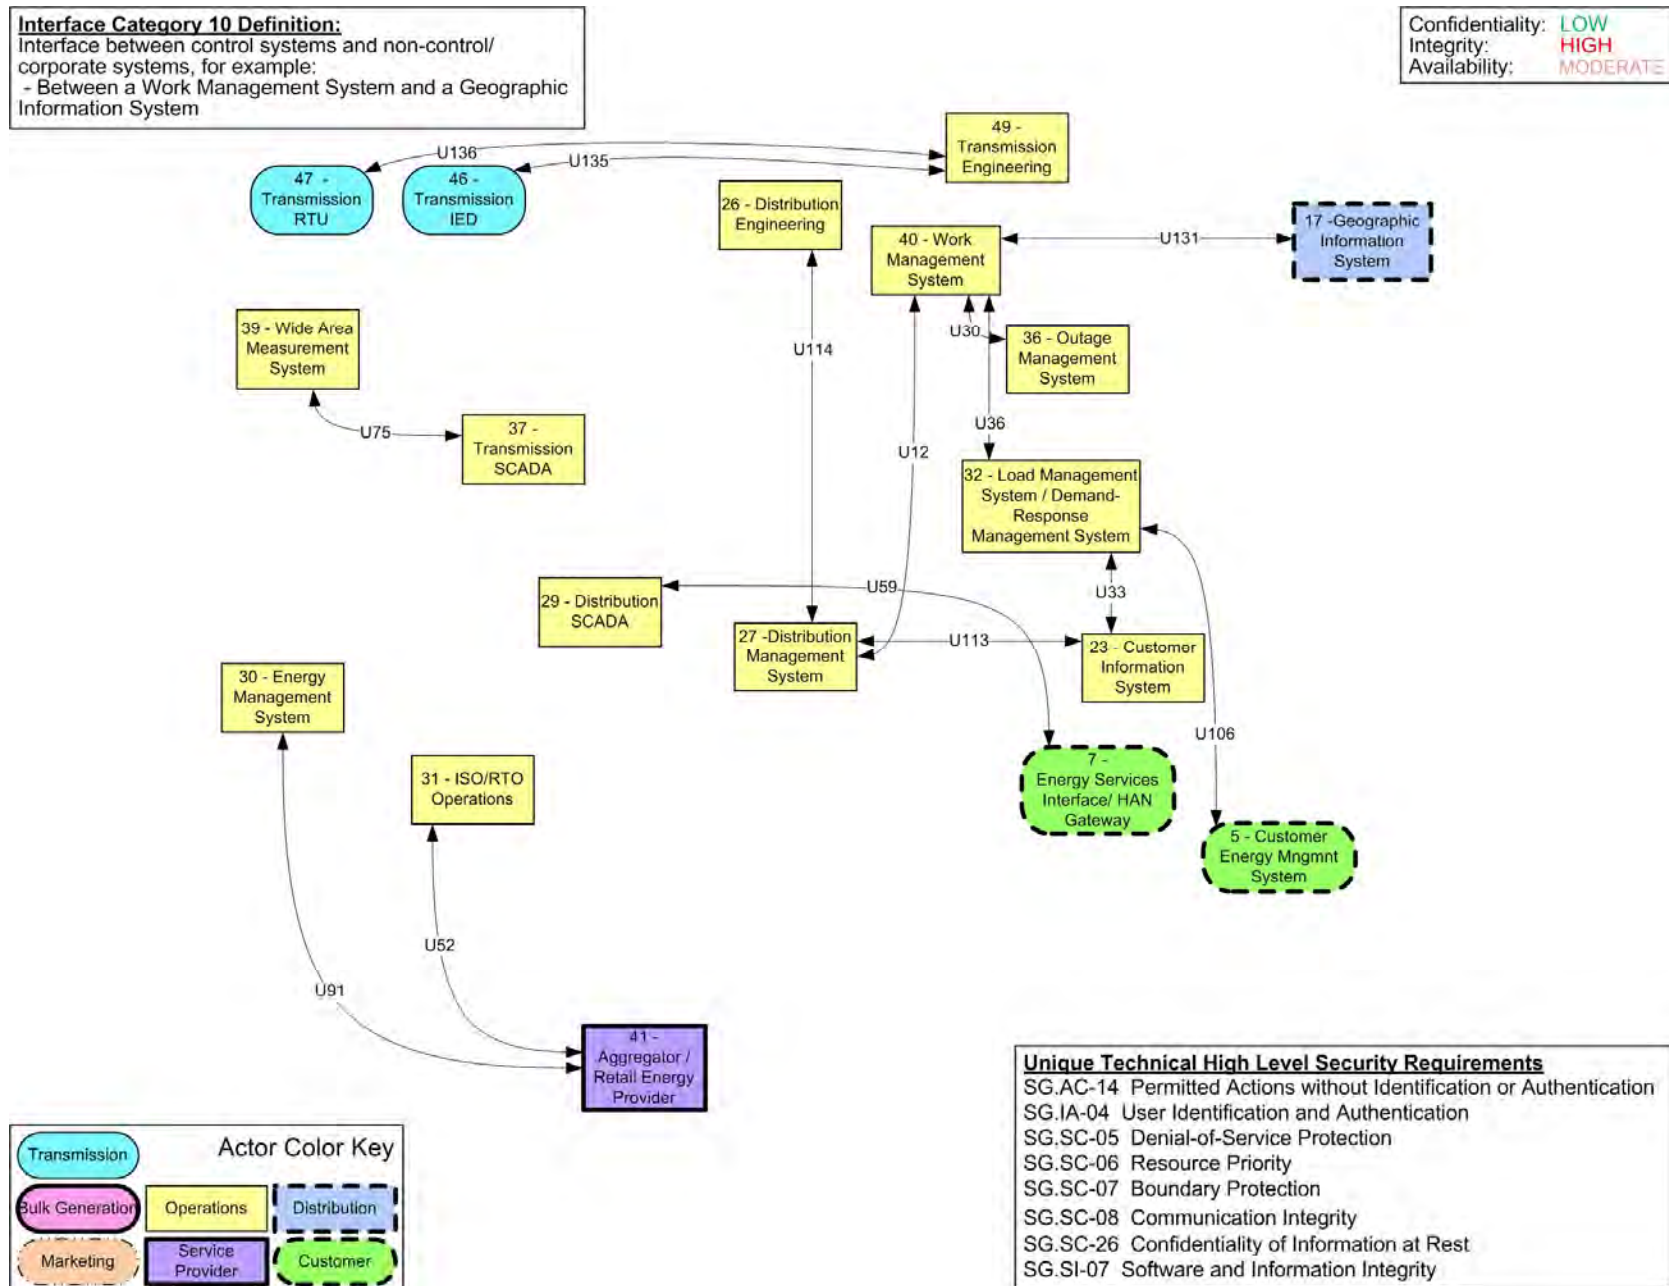 Interface Category 10 Definition:
Interface between control systems and non-control/
corporate systems, for example:
- Between a Work Management System and a Geographic
Information System
Confidentiality: LOW
Integrity: HIGH
Availability: MODERATE
49 -
Transmission
Engineering
U136
U135
47 -
Transmission
RTU
46 -
Transmission
IED
26 - Distribution
Engineering
40 - Work
Management
System
U131
17 -Geographic
Information
System
39 - Wide Area
Measurement
System
U114
U30
36 - Outage
Management
System
U75
37 -
Transmission
SCADA
U12
U36
32 - Load Management
System / Demand-
Response
Management System
29 - Distribution
SCADA
U59
U33
27 -Distribution
Management
System
U113
23 - Customer
Information
System
30 - Energy
Management
System
U106
31 - ISO/RTO
Operations
7 -
Energy Services
Interface/ HAN
Gateway
5 - Customer
Energy Mngmnt
System
U52
U91
41 -
Aggregator /
Retail Energy
Provider
Actor Color Key
Transmission
Bulk Generation
Operations
Distribution
Marketing
Service
Provider
Customer
Unique Technical High Level Security Requirements
SG.AC-14 Permitted Actions without Identification or Authentication
SG.IA-04 User Identification and Authentication
SG.SC-05 Denial-of-Service Protection
SG.SC-06 Resource Priority
SG.SC-07 Boundary Protection
SG.SC-08 Communication Integrity
SG.SC-26 Confidentiality of Information at Rest
SG.SI-07 Software and Information Integrity